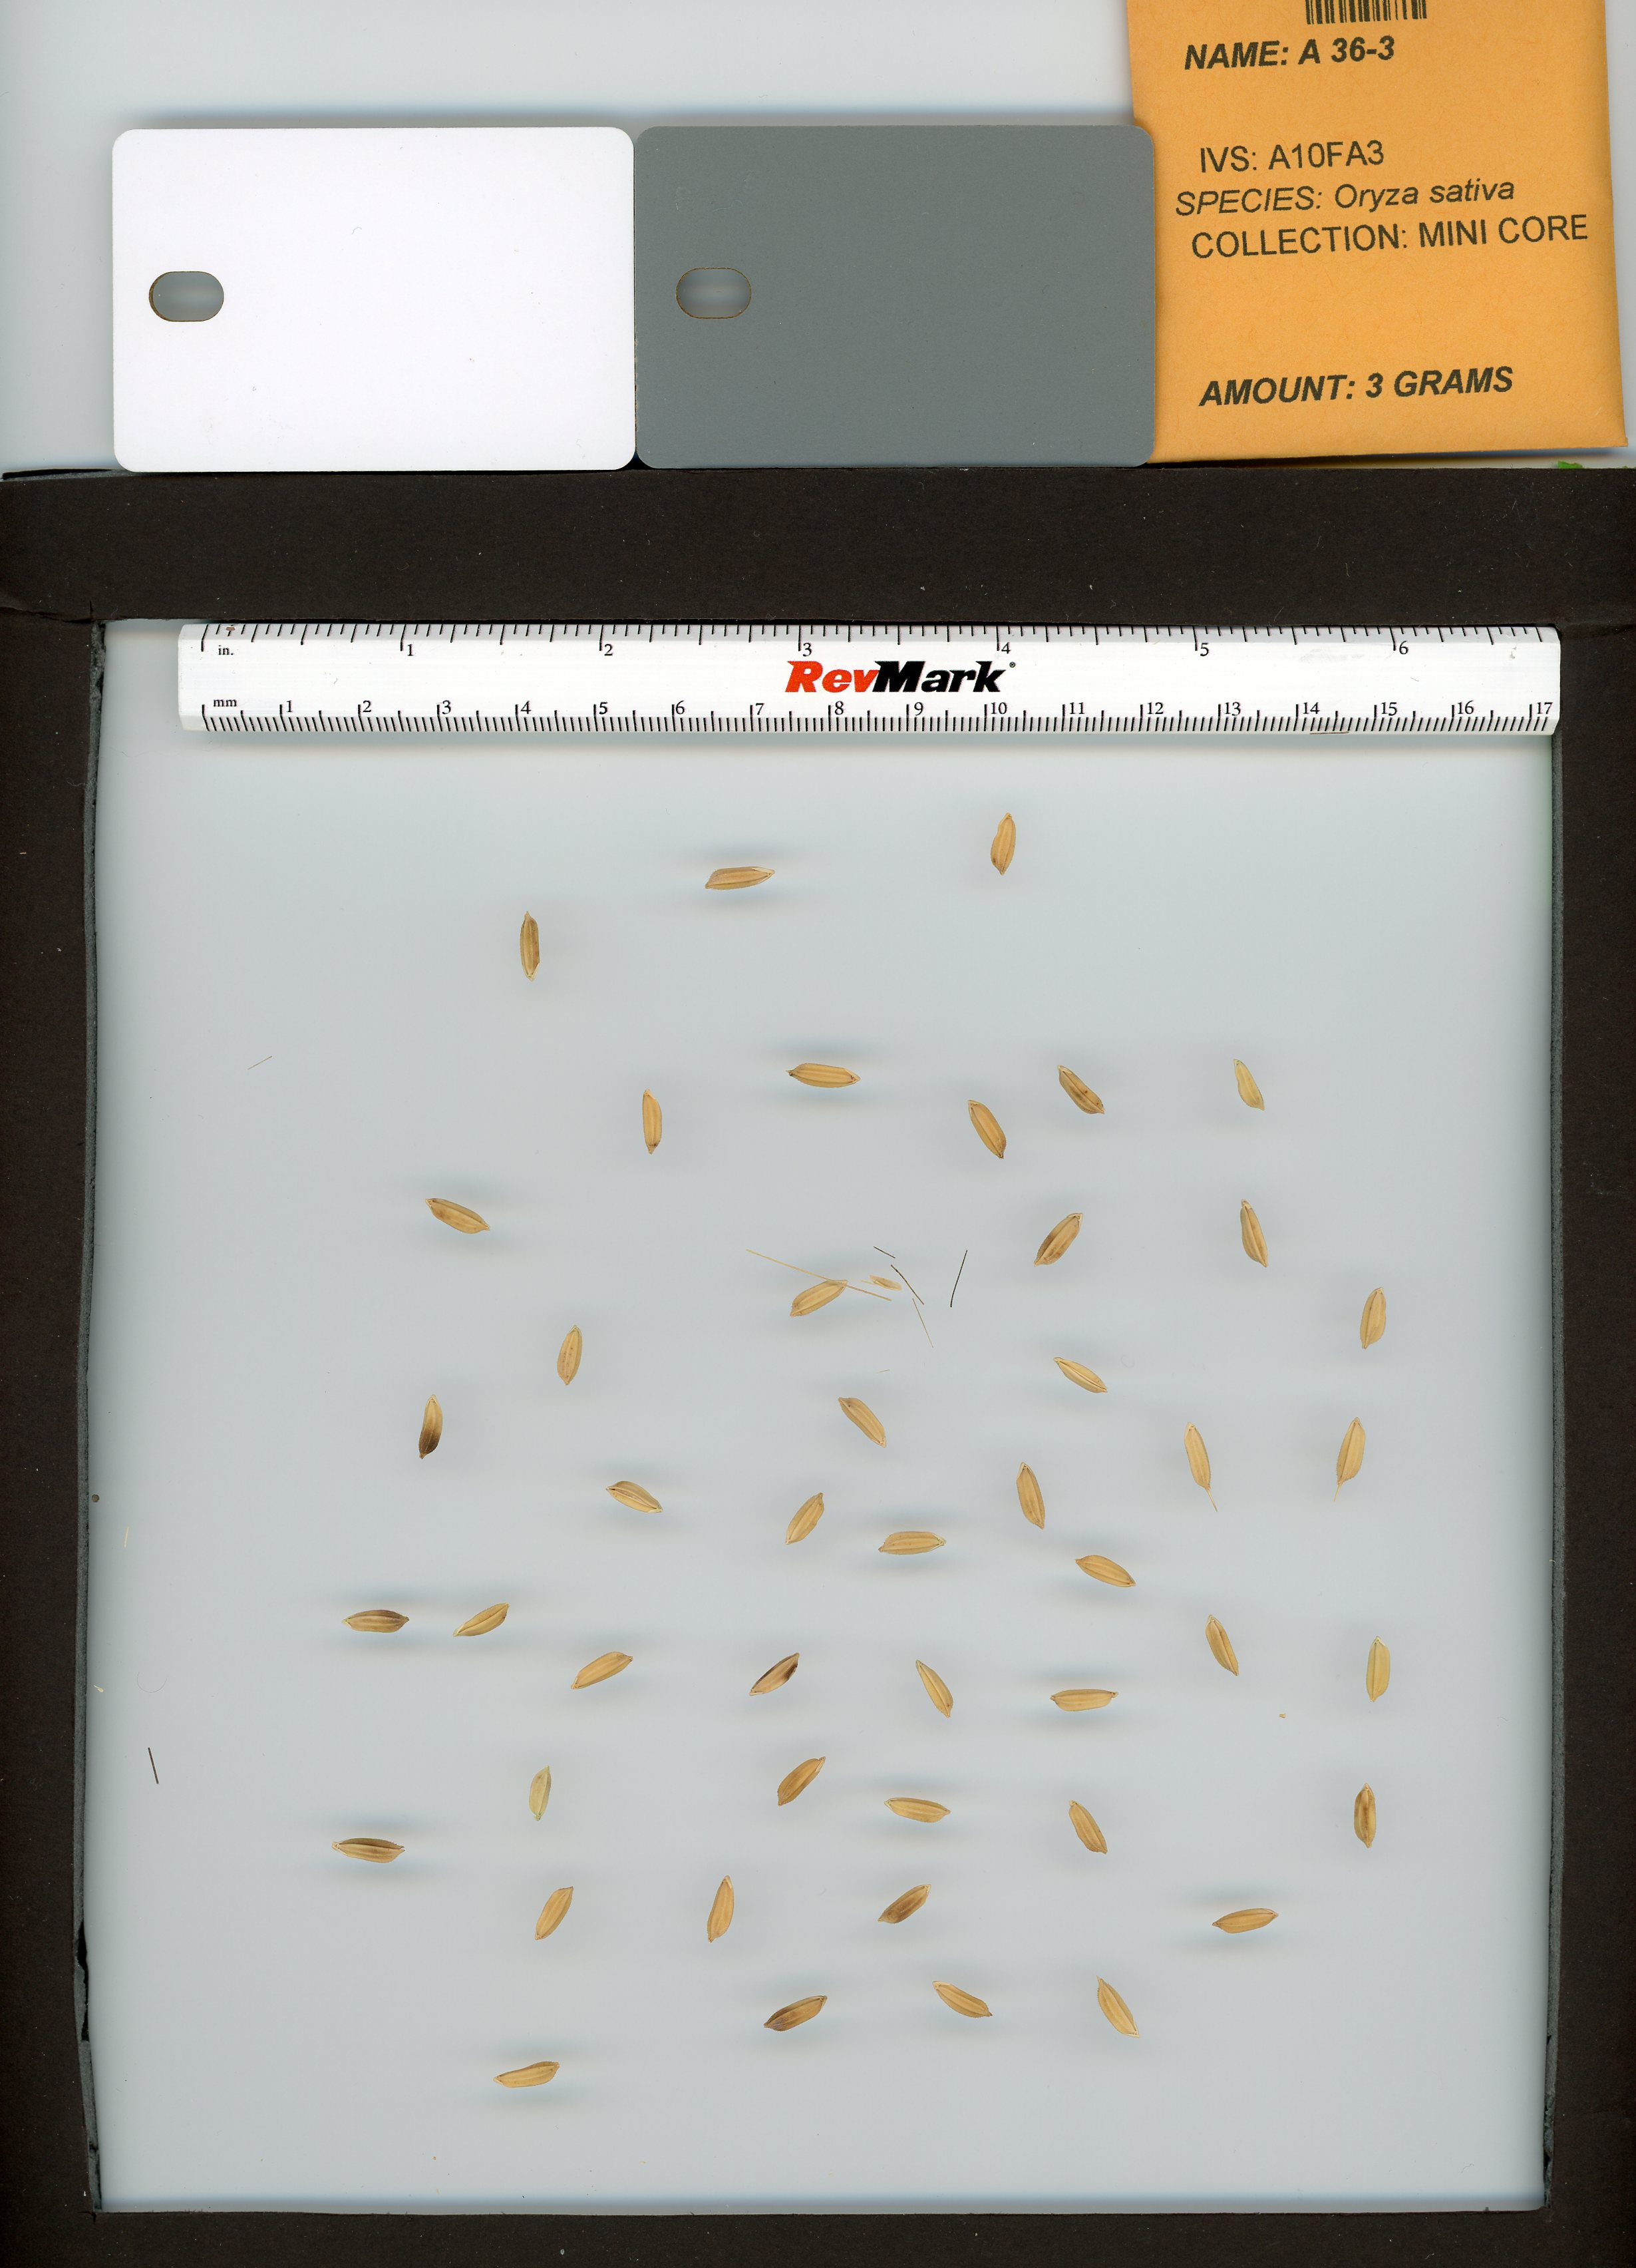 NAME: A 36-3
IVS: A10FA3
SPECIES: Oryza sativa
COLLECTION: MINI CORE
AMOUNT: 3 GRAMS
in. 1 2 3 4 5 6
RevMark
mm 1 2 3 4 5 6 7 8 9 10 11 12 13 14 15 16 17